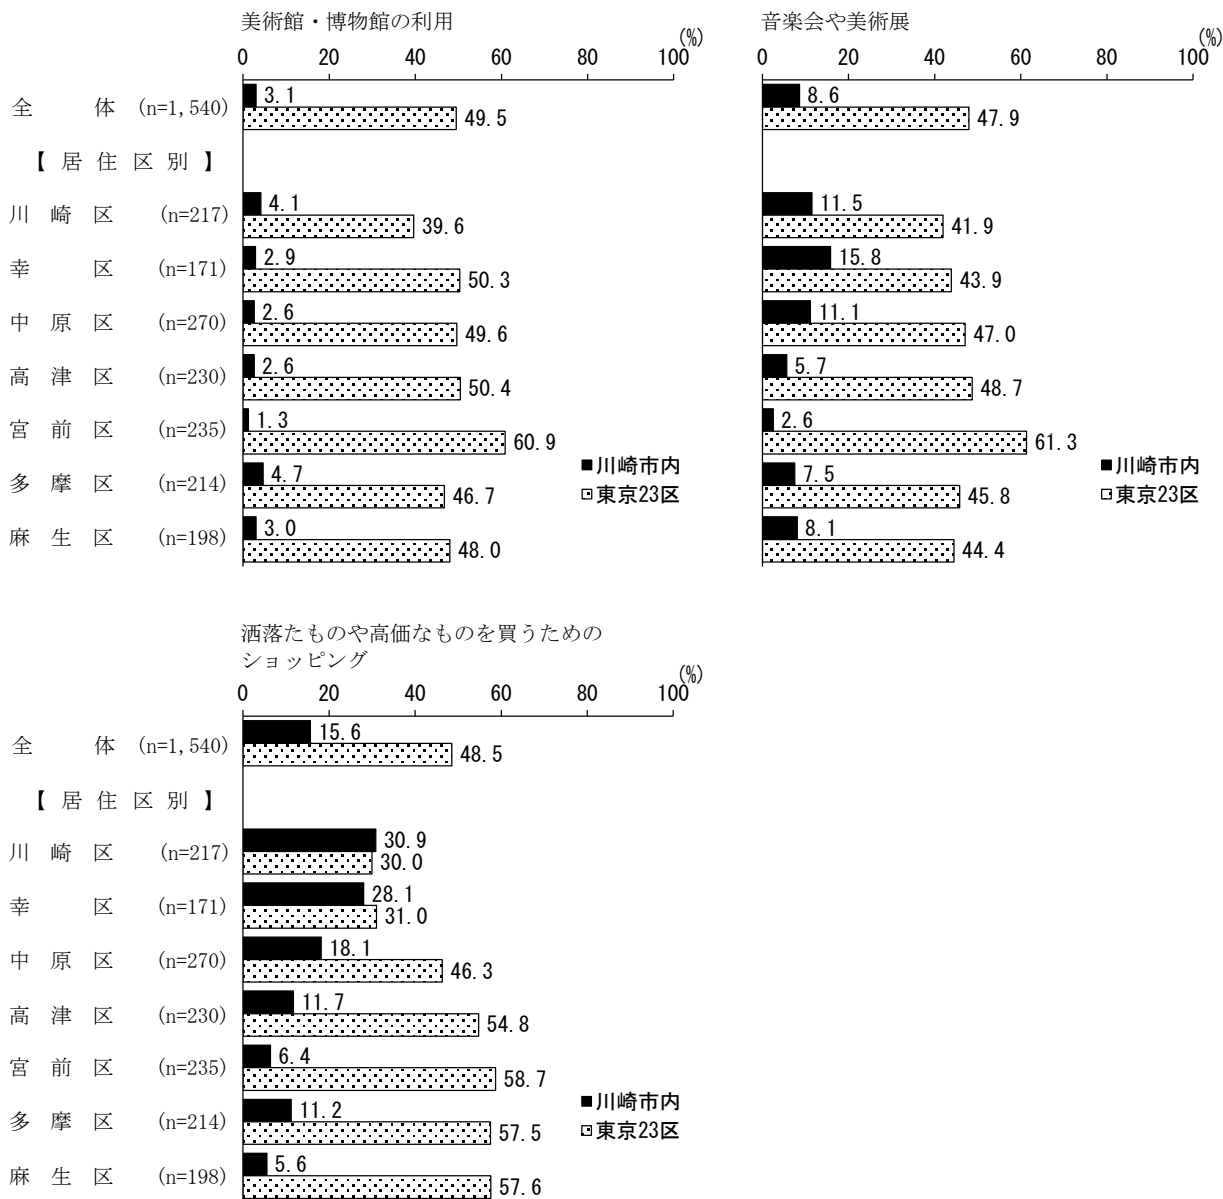 美術館・博物館の利用
(%)
0 20 40 60 80 100
全体 (n=1,540) 3.1 49.5
【居住区別】
川崎区 (n=217) 4.1 39.6
幸区 (n=171) 2.9 50.3
中原区 (n=270) 2.6 49.6
高津区 (n=230) 2.6 50.4
宮前区 (n=235) 1.3 60.9
多摩区 (n=214) 4.7 46.7
麻生区 (n=198) 3.0 48.0
■川崎市内
東京23区
音楽会や美術展
(%)
0 20 40 60 80 100
8.6 47.9
11.5 41.9
15.8 43.9
11.1 47.0
5.7 48.7
2.6 61.3
7.5 45.8
8.1 44.4
■川崎市内
東京23区
洒落たものや高価なものを買うための
ショッピング
(%)
0 20 40 60 80 100
全体 (n=1,540) 15.6 48.5
【居住区別】
川崎区 (n=217) 30.9 30.0
幸区 (n=171) 28.1 31.0
中原区 (n=270) 18.1 46.3
高津区 (n=230) 11.7 54.8
宮前区 (n=235) 6.4 58.7
多摩区 (n=214) 11.2 57.5
麻生区 (n=198) 5.6 57.6
■川崎市内
東京23区